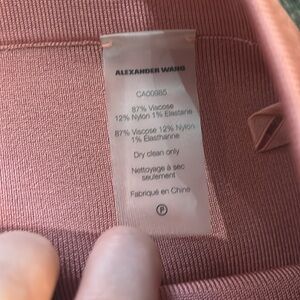 ALEXANDER WANG
CA00985
87% Viscose
12% Nylon 1% Elastane
87% Viscose 12% Nylon
1% Elasthanne
Dry clean only
Nettoyage à sec
seulement
Fabriqué en Chine
P